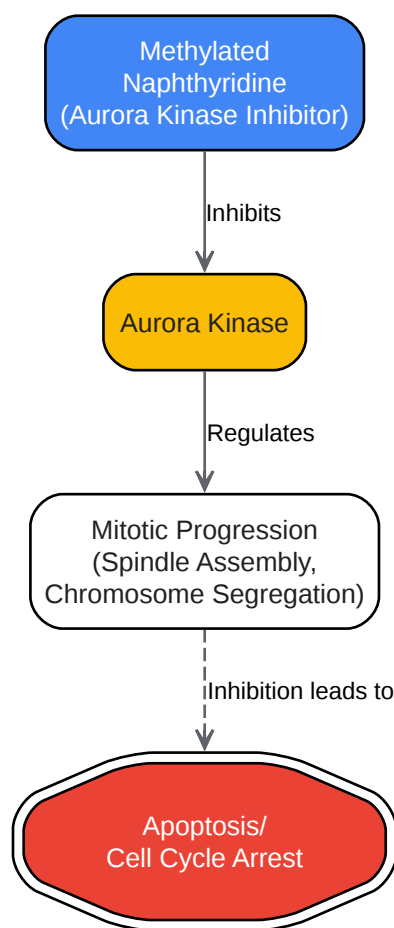 Methylated
Naphthyridine
(Aurora Kinase Inhibitor)
Inhibits
Aurora Kinase
Regulates
Mitotic Progression
(Spindle Assembly,
Chromosome Segregation)
Inhibition leads to
Apoptosis/
Cell Cycle Arrest